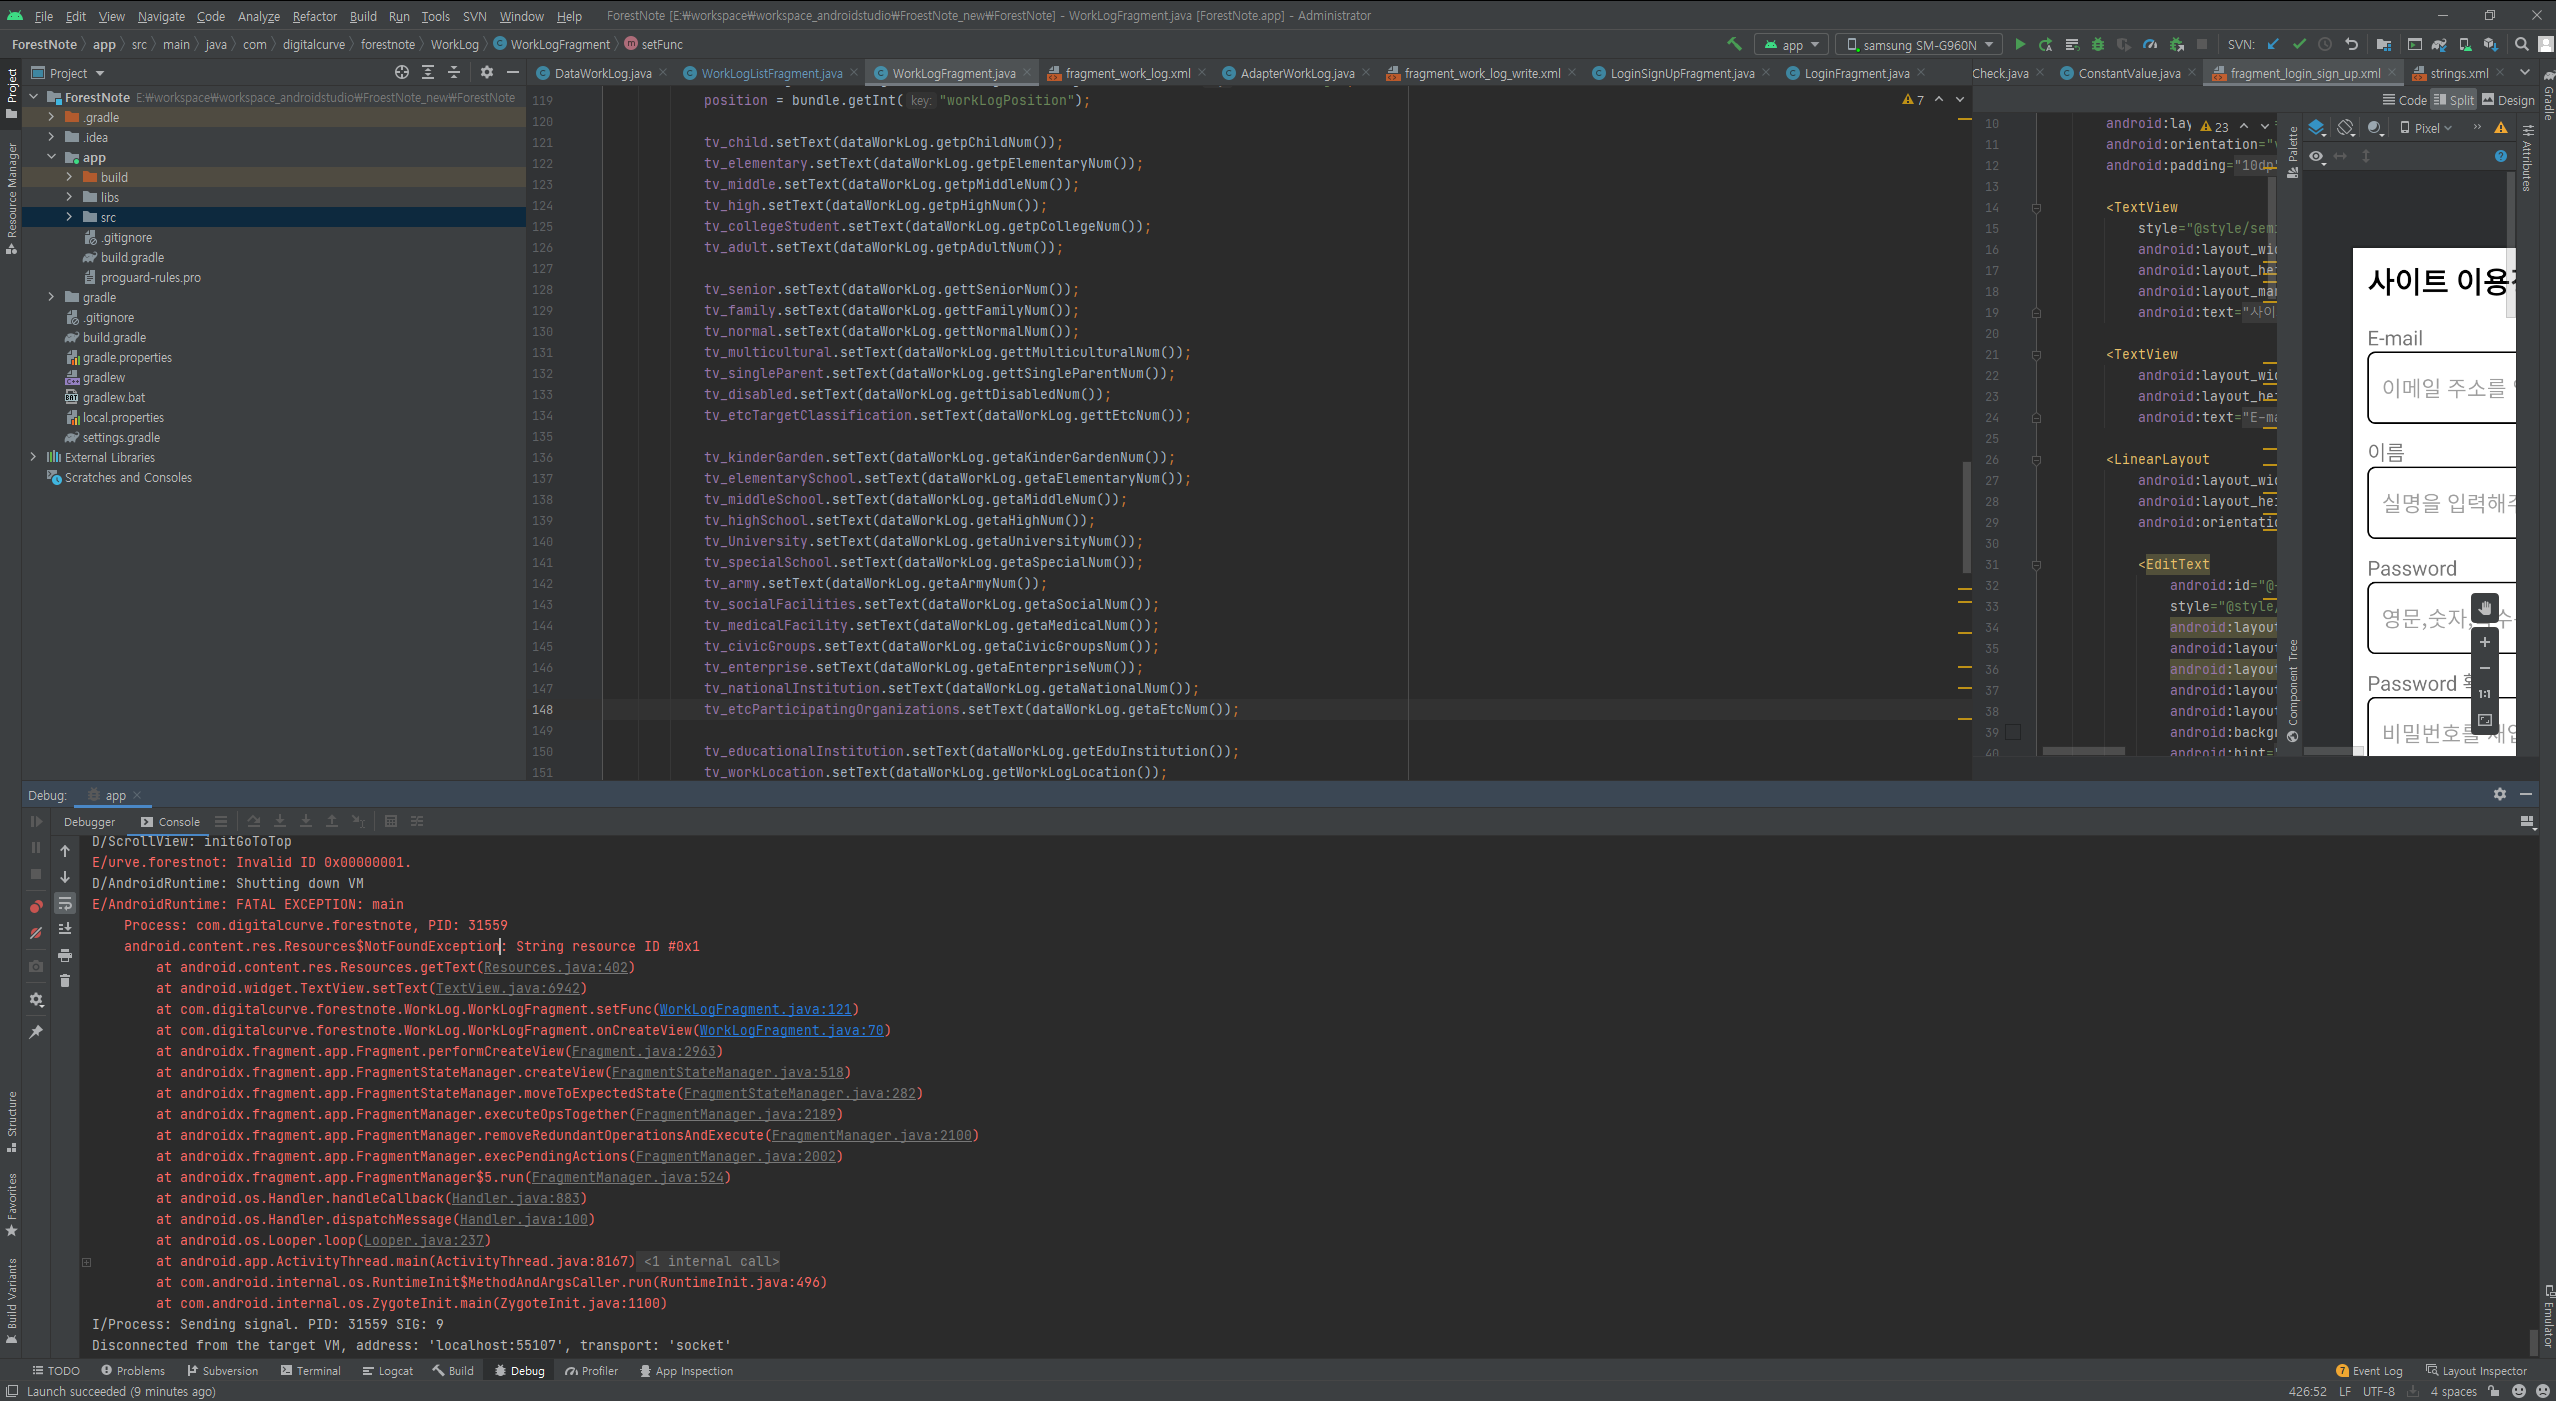 File Edit View Navigate Code Analyze Refactor Build Run Tools SVN Window Help ForestNote [E:₩workspace₩workspace_androidstudio₩FroestNote_new₩ForestNote] - WorkLogFragment.java [ForestNote.app] - Administrator
ForestNote app src main java com digitalcurve forestnote WorkLog WorkLogFragment setFunc
app samsung SM-G960N SVN:
Project
DataWorkLog.java WorkLogListFragment.java WorkLogFragment.java fragment_work_log.xml AdapterWorkLog.java fragment_work_log_write.xml LoginSignUpFragment.java LoginFragment.java
Check.java ConstantValue.java fragment_login_sign_up.xml strings.xml
Code Split Design
ForestNote E:₩workspace₩workspace_androidstudio₩FroestNote_new₩ForestNote
.gradle
.idea
app
build
libs
src
.gitignore
build.gradle
proguard-rules.pro
gradle
.gitignore
build.gradle
gradle.properties
gradlew
gradlew.bat
local.properties
settings.gradle
External Libraries
Scratches and Consoles
7
119 position = bundle.getInt( key: "workLogPosition");
120
121 tv_child.setText(dataWorkLog.getpChildNum());
122 tv_elementary.setText(dataWorkLog.getpElementaryNum());
123 tv_middle.setText(dataWorkLog.getpMiddleNum());
124 tv_high.setText(dataWorkLog.getpHighNum());
125 tv_collegeStudent.setText(dataWorkLog.getpCollegeNum());
126 tv_adult.setText(dataWorkLog.getpAdultNum());
127
128 tv_senior.setText(dataWorkLog.gettSeniorNum());
129 tv_family.setText(dataWorkLog.gettFamilyNum());
130 tv_normal.setText(dataWorkLog.gettNormalNum());
131 tv_multicultural.setText(dataWorkLog.gettMulticulturalNum());
132 tv_singleParent.setText(dataWorkLog.gettSingleParentNum());
133 tv_disabled.setText(dataWorkLog.gettDisabledNum());
134 tv_etcTargetClassification.setText(dataWorkLog.gettEtcNum());
135
136 tv_kinderGarden.setText(dataWorkLog.getaKinderGardenNum());
137 tv_elementarySchool.setText(dataWorkLog.getaElementaryNum());
138 tv_middleSchool.setText(dataWorkLog.getaMiddleNum());
139 tv_highSchool.setText(dataWorkLog.getaHighNum());
140 tv_University.setText(dataWorkLog.getaUniversityNum());
141 tv_specialSchool.setText(dataWorkLog.getaSpecialNum());
142 tv_army.setText(dataWorkLog.getaArmyNum());
143 tv_socialFacilities.setText(dataWorkLog.getaSocialNum());
144 tv_medicalFacility.setText(dataWorkLog.getaMedicalNum());
145 tv_civicGroups.setText(dataWorkLog.getaCivicGroupsNum());
146 tv_enterprise.setText(dataWorkLog.getaEnterpriseNum());
147 tv_nationalInstitution.setText(dataWorkLog.getaNationalNum());
148 tv_etcParticipatingOrganizations.setText(dataWorkLog.getaEtcNum());
149
150 tv_educationalInstitution.setText(dataWorkLog.getEduInstitution());
151 tv_workLocation.setText(dataWorkLog.getWorkLogLocation());
10 android:lay 23
11 android:orientation="
12 android:padding="10dp"
13
14 <TextView
15 style="@style/sem
16 android:layout_wid
17 android:layout_he
18 android:layout_mar
19 android:text="사이
20
21 <TextView
22 android:layout_wid
23 android:layout_he
24 android:text="E-ma
25
26 <LinearLayout
27 android:layout_wid
28 android:layout_he
29 android:orientatio
30
31 <EditText
32 android:id="@
33 style="@style/
34 android:layout
35 android:layout
36 android:layout
37 android:layout
38 android:layout
39 android:backgr
40 android:hint="
Palette
Component Tree
Pixel
사이트 이용
E-mail
이메일 주소를
이름
실명을 입력해주
Password
영문,숫자,
Password
비밀번호를
1:1
Gradle
Attributes
Emulator
Project
Resource Manager
Structure
Favorites
Build Variants
Debug: app
Debugger Console
D/ScrollView: initGoToTop
E/urve.forestnot: Invalid ID 0x00000001.
D/AndroidRuntime: Shutting down VM
E/AndroidRuntime: FATAL EXCEPTION: main
Process: com.digitalcurve.forestnote, PID: 31559
android.content.res.Resources$NotFoundException: String resource ID #0x1
at android.content.res.Resources.getText(Resources.java:402)
at android.widget.TextView.setText(TextView.java:6942)
at com.digitalcurve.forestnote.WorkLog.WorkLogFragment.setFunc(WorkLogFragment.java:121)
at com.digitalcurve.forestnote.WorkLog.WorkLogFragment.onCreateView(WorkLogFragment.java:70)
at androidx.fragment.app.Fragment.performCreateView(Fragment.java:2963)
at androidx.fragment.app.FragmentStateManager.createView(FragmentStateManager.java:518)
at androidx.fragment.app.FragmentStateManager.moveToExpectedState(FragmentStateManager.java:282)
at androidx.fragment.app.FragmentManager.executeOpsTogether(FragmentManager.java:2189)
at androidx.fragment.app.FragmentManager.removeRedundantOperationsAndExecute(FragmentManager.java:2100)
at androidx.fragment.app.FragmentManager.execPendingActions(FragmentManager.java:2002)
at androidx.fragment.app.FragmentManager$5.run(FragmentManager.java:524)
at android.os.Handler.handleCallback(Handler.java:883)
at android.os.Handler.dispatchMessage(Handler.java:100)
at android.os.Looper.loop(Looper.java:237)
at android.app.ActivityThread.main(ActivityThread.java:8167) <1 internal call>
at com.android.internal.os.RuntimeInit$MethodAndArgsCaller.run(RuntimeInit.java:496)
at com.android.internal.os.ZygoteInit.main(ZygoteInit.java:1100)
I/Process: Sending signal. PID: 31559 SIG: 9
Disconnected from the target VM, address: 'localhost:55107', transport: 'socket'
TODO Problems Subversion Terminal Logcat Build Debug Profiler App Inspection 7 Event Log Layout Inspector
Launch succeeded (9 minutes ago) 426:52 LF UTF-8 4 spaces